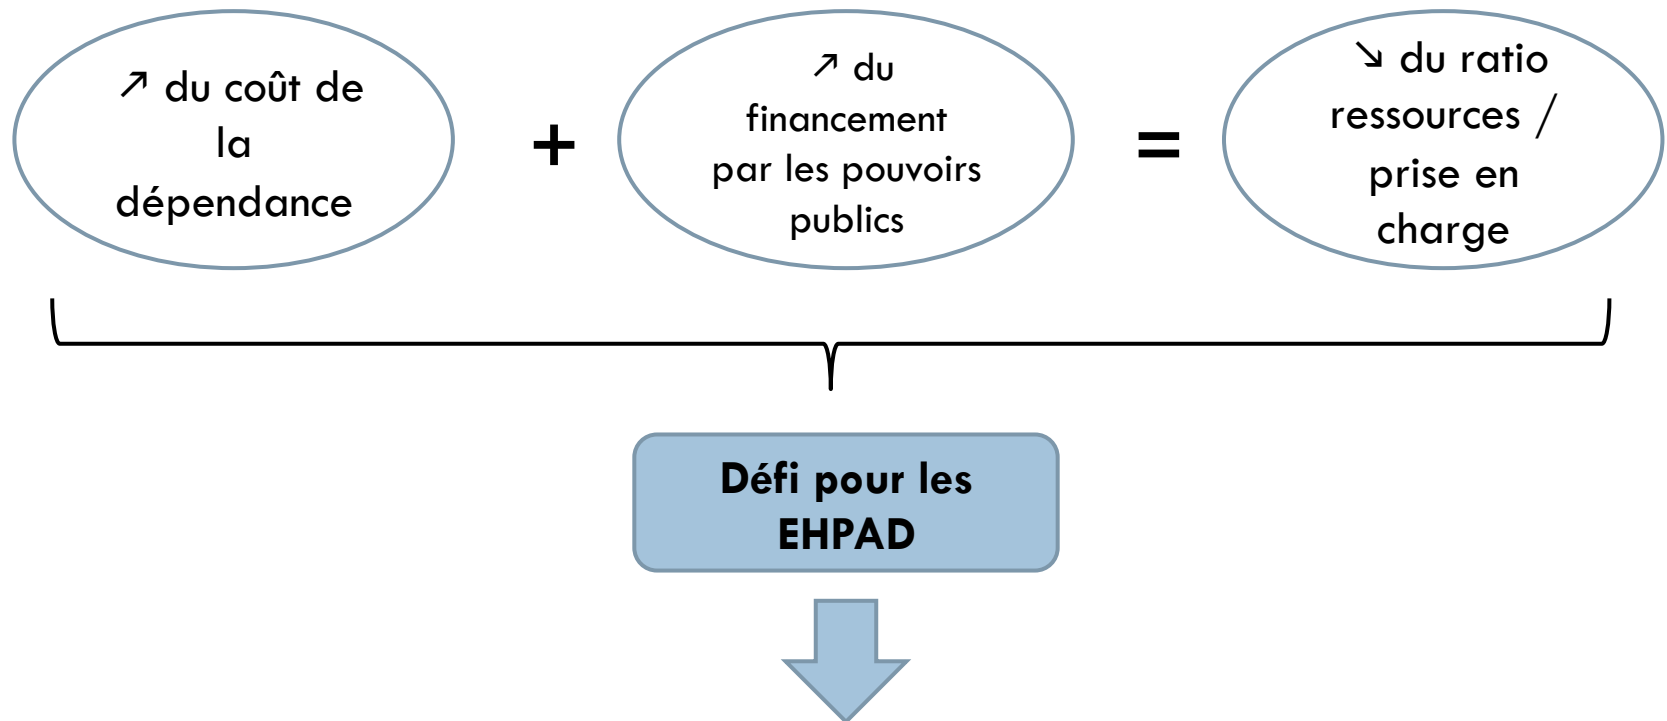 ↗ du coût de
la
dépendance
+
↗ du
financement
par les pouvoirs
publics
=
↘ du ratio
ressources /
prise en
charge
Défi pour les
EHPAD